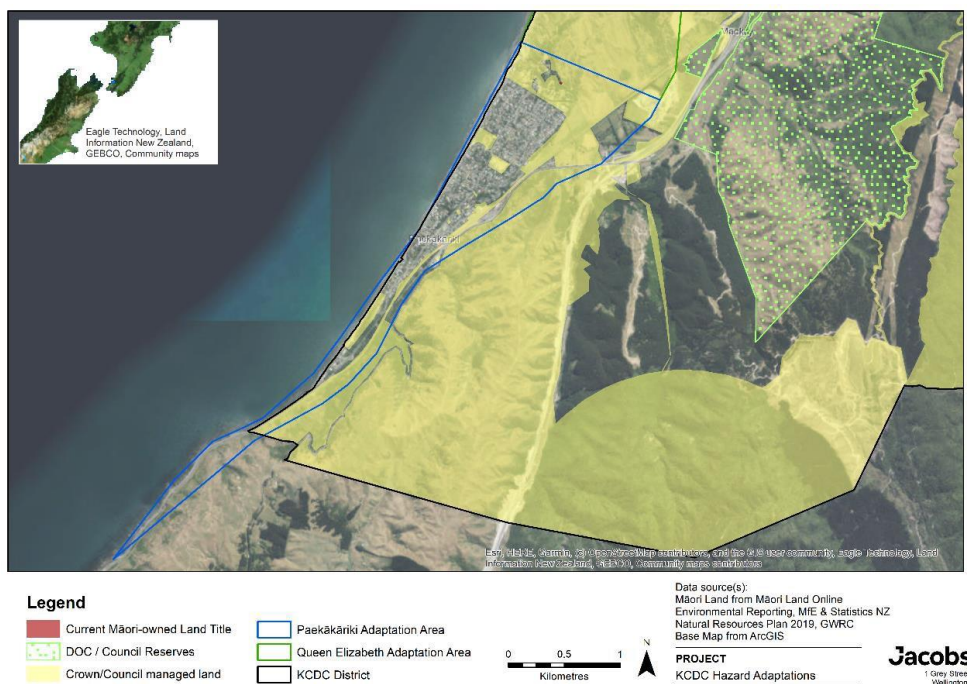 Eagle Technology, Land
Information New Zealand,
GEBCO, Community maps
Esri, HERE, Garmin, (c) OpenStreetMap contributors, and the GIS user community, Eagle Technology, Land
Information New Zealand, GEBCO, Community maps contributors
Legend
Current Māori-owned Land Title
DOC / Council Reserves
Crown/Council managed land
Paekākāriki Adaptation Area
Queen Elizabeth Adaptation Area
KCDC District
0 0.5 1
Kilometres
N
Data source(s):
Māori Land from Māori Land Online
Environmental Reporting, MfE & Statistics NZ
Natural Resources Plan 2019, GWRC
Base Map from ArcGIS
PROJECT
KCDC Hazard Adaptations
Jacobs
1 Grey Stree
Wellington